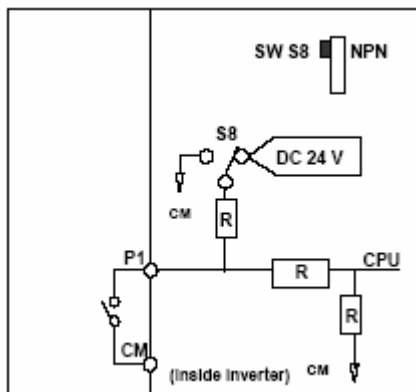 SW S8 NPN
S8
DC 24 V
CM
R
P1
R
CPU
R
CM
CM
(Inside Inverter)